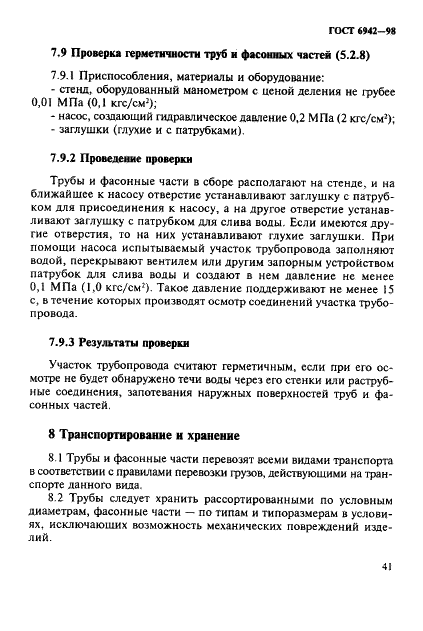 ГОСТ 6942—98
7.9 Проверка герметичности труб и фасонных частей (5.2.8)
7.9.1 Приспособления, материалы и оборудование:
- стенд, оборудованный манометром с ценой деления не грубее
0,01 МПа (0,1 кгс/см²);
- насос, создающий гидравлическое давление 0,2 МПа (2 кгс/см²);
- заглушки (глухие и с патрубками).
7.9.2 Проведение проверки
Трубы и фасонные части в сборе располагают на стенде, и на
ближайшее к насосу отверстие устанавливают заглушку с патруб-
ком для присоединения к насосу, а на другое отверстие устанав-
ливают заглушку с патрубком для слива воды. Если имеются дру-
гие отверстия, то на них устанавливают глухие заглушки. При
помощи насоса испытываемый участок трубопровода заполняют
водой, перекрывают вентилем или другим запорным устройством
патрубок для слива воды и создают в нем давление не менее
0,1 МПа (1,0 кгс/см²). Такое давление поддерживают не менее 15
с, в течение которых производят осмотр соединений участка трубо-
провода.
7.9.3 Результаты проверки
Участок трубопровода считают герметичным, если при его ос-
мотре не будет обнаружено течи воды через его стенки или раструб-
ные соединения, запотевания наружных поверхностей труб и фа-
сонных частей.
8 Транспортирование и хранение
8.1 Трубы и фасонные части перевозят всеми видами транспорта
в соответствии с правилами перевозки грузов, действующими на тран-
спорте данного вида.
8.2 Трубы следует хранить рассортированными по условным
диаметрам, фасонные части — по типам и типоразмерам в услови-
ях, исключающих возможность механических повреждений изде-
лий.
41